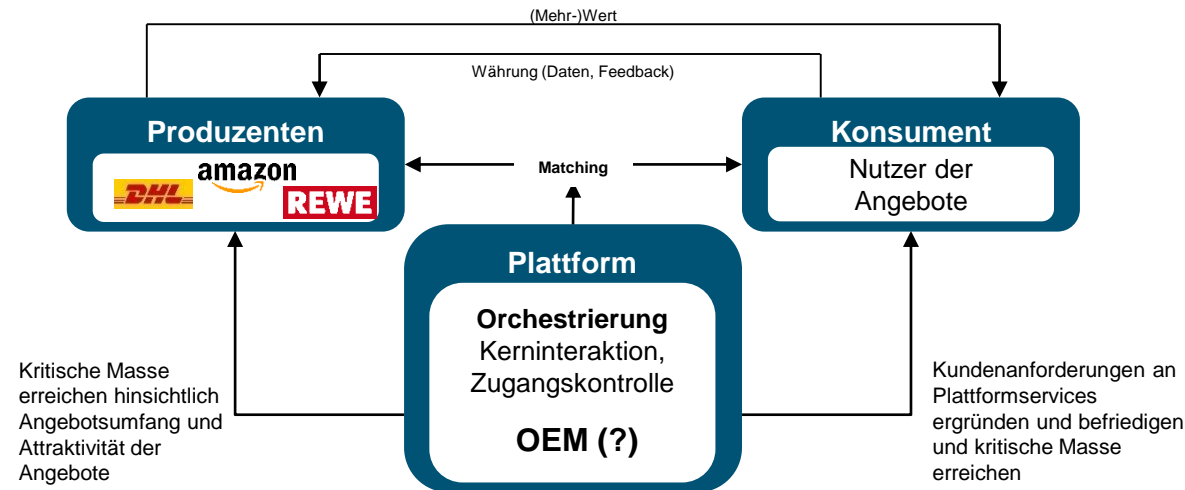 (Mehr-)Wert
Währung (Daten, Feedback)
Produzenten
DHL
amazon
REWE
Matching
Konsument
Nutzer der
Angebote
Plattform
Orchestrierung
Kerninteraktion,
Zugangskontrolle
OEM (?)
Kritische Masse
erreichen hinsichtlich
Angebotsumfang und
Attraktivität der
Angebote
Kundenanforderungen an
Plattformservices
ergründen und befriedigen
und kritische Masse
erreichen